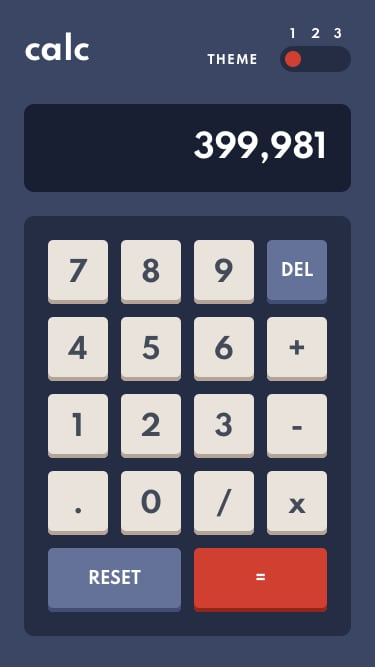 calc
1 2 3
THEME
399,981
7 8 9 DEL
4 5 6 +
1 2 3 -
. 0 / x
RESET =